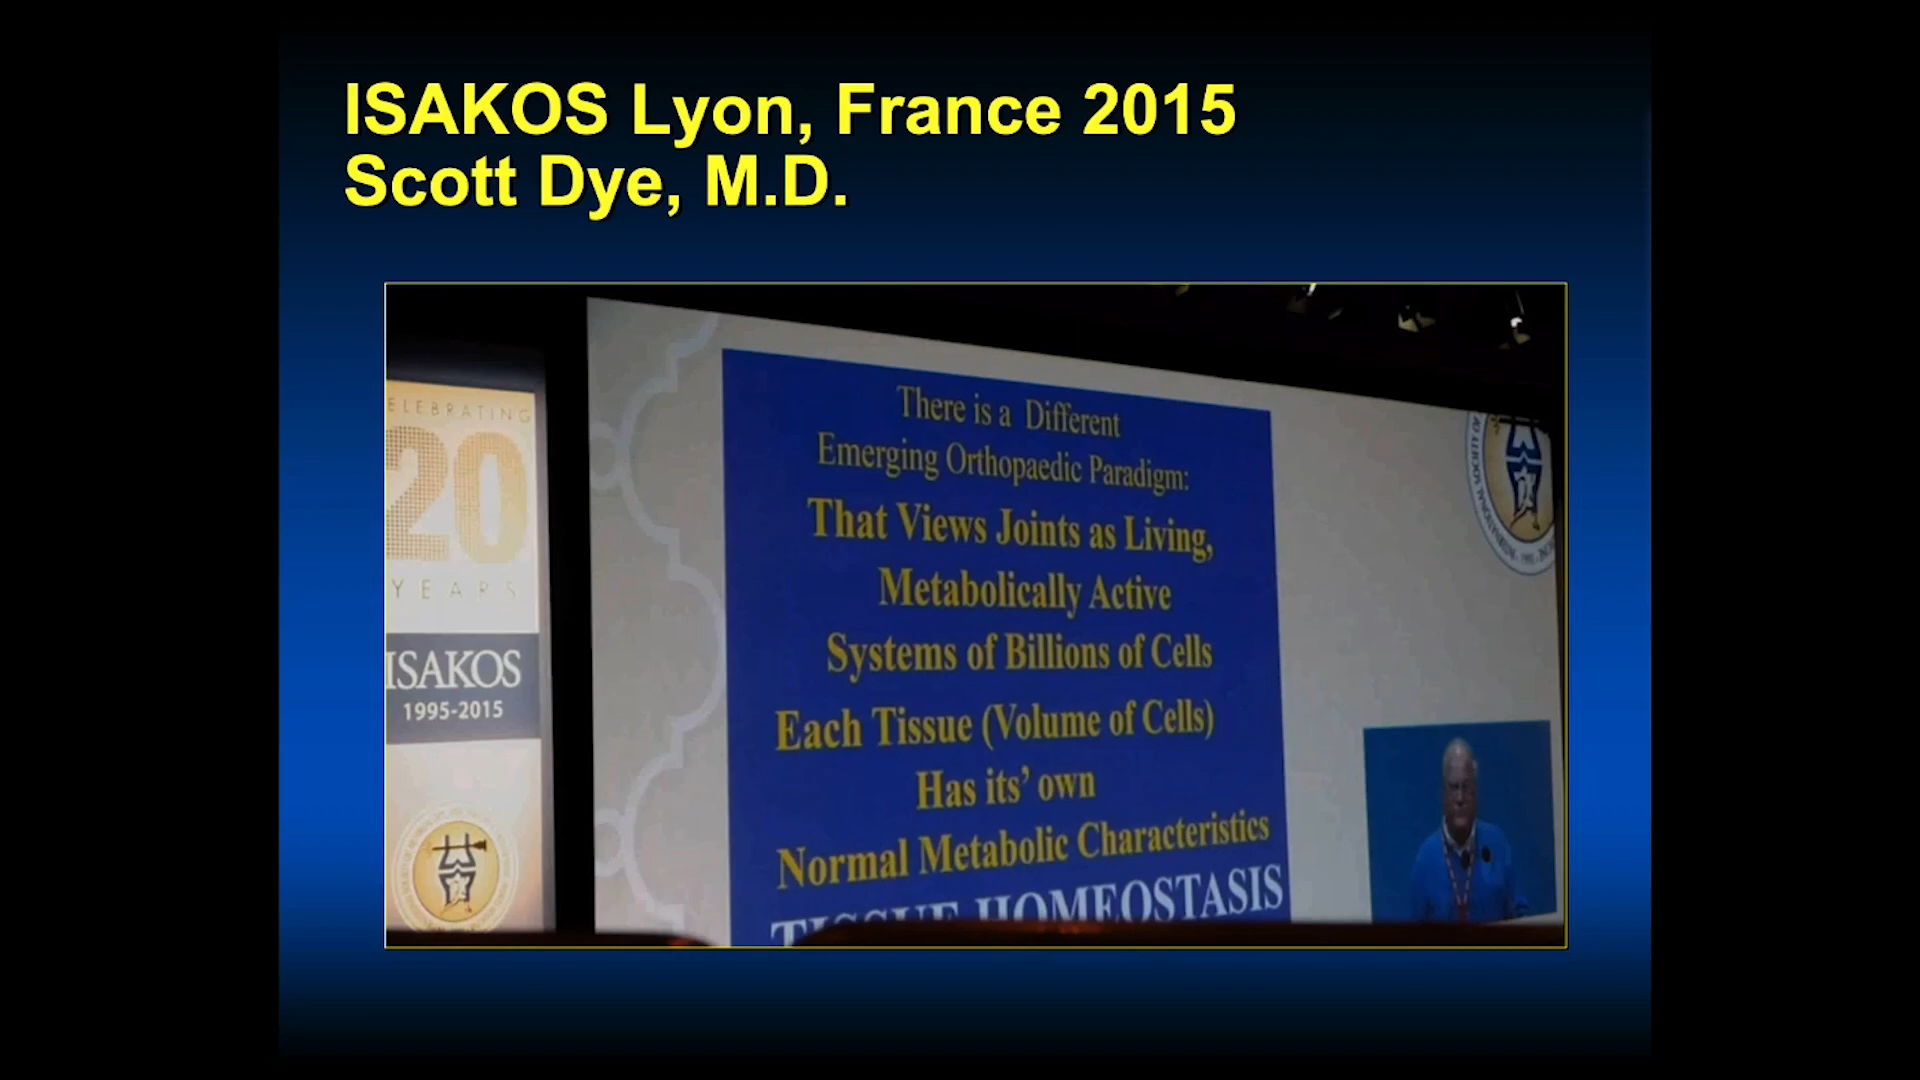 ISAKOS Lyon, France 2015
Scott Dye, M.D.
ELEBRATING
20
YEARS
ISAKOS
1995-2015
There is a Different
Emerging Orthopaedic Paradigm:
That Views Joints as Living,
Metabolically Active
Systems of Billions of Cells
Each Tissue (Volume of Cells)
Has its’ own
Normal Metabolic Characteristics
TISSUE HOMEOSTASIS